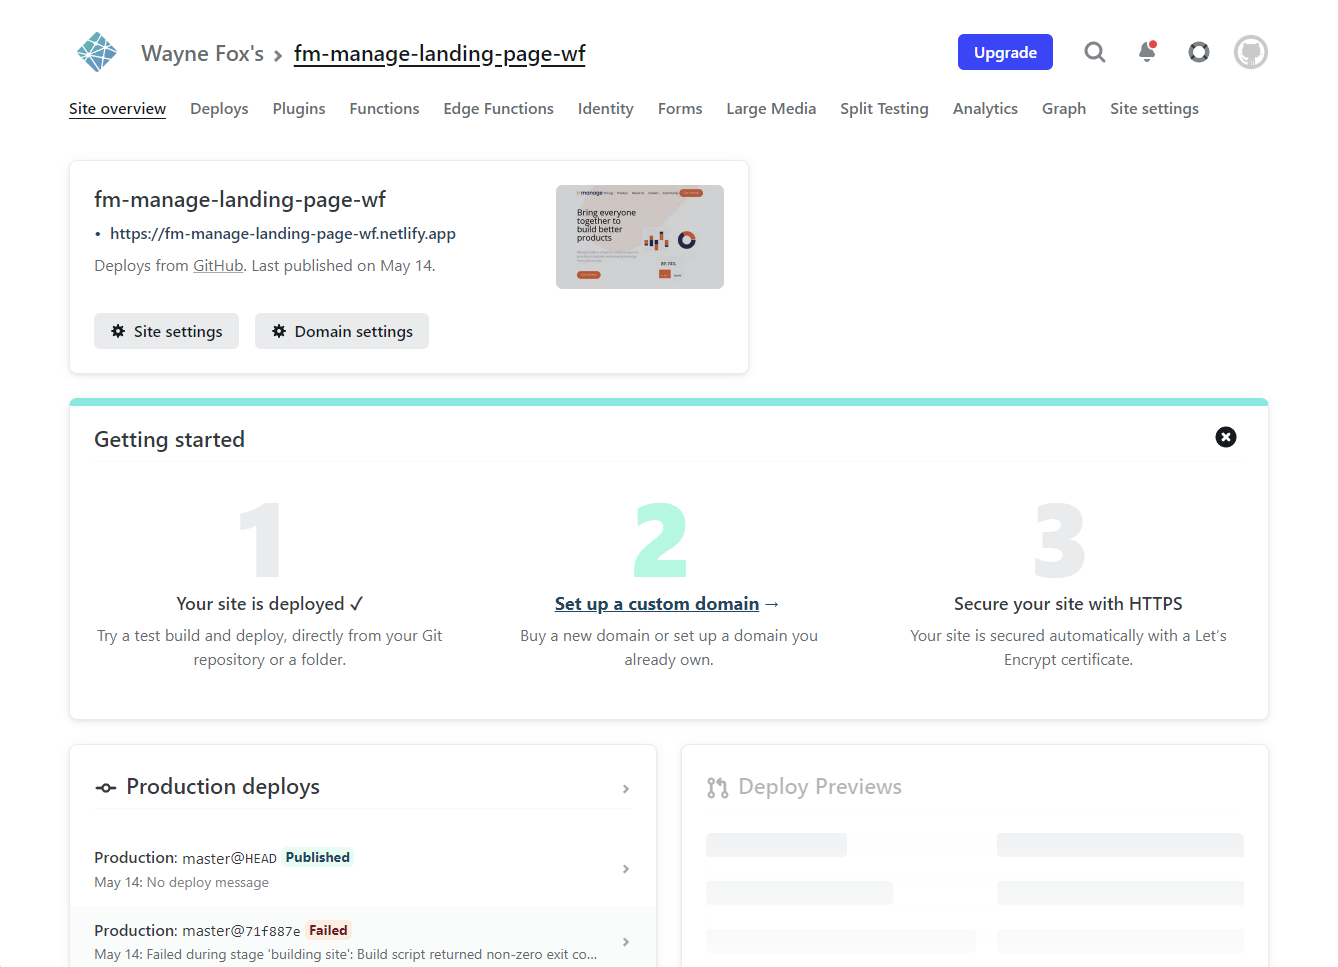 Wayne Fox's
fm-manage-landing-page-wf
Upgrade
Site overview
Deploys
Plugins
Functions
Edge Functions
Identity
Forms
Large Media
Split Testing
Analytics
Graph
Site settings
fm-manage-landing-page-wf
• https://fm-manage-landing-page-wf.netlify.app
Deploys from GitHub. Last published on May 14.
Site settings
Domain settings
manage
Bring everyone
together to
build better
products
Getting started
1
Your site is deployed ✓
Try a test build and deploy, directly from your Git
repository or a folder.
2
Set up a custom domain →
Buy a new domain or set up a domain you
already own.
3
Secure your site with HTTPS
Your site is secured automatically with a Let’s
Encrypt certificate.
Production deploys
Production: master@HEAD Published
May 14: No deploy message
Production: master@71f887e Failed
May 14: Failed during stage 'building site': Build script returned non-zero exit co...
Deploy Previews